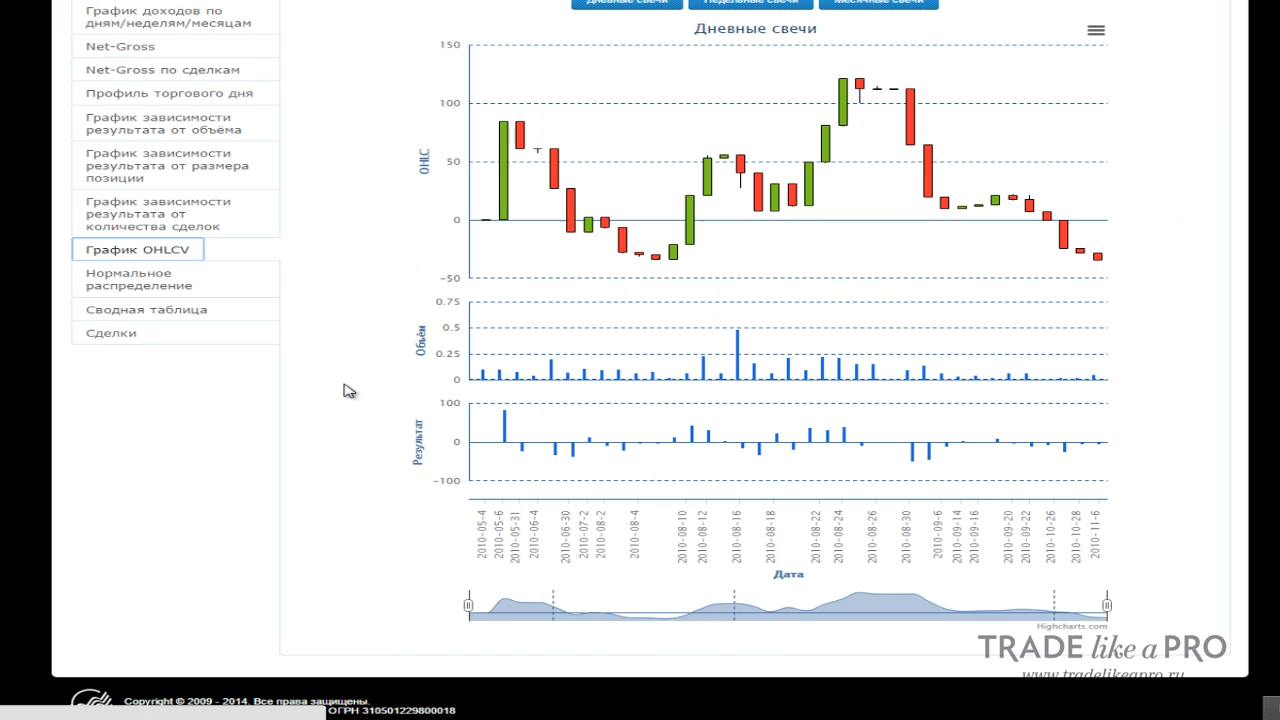 Дневные свечи
Недельные свечи
Месячные свечи
График доходов по
дням/неделям/месяцам
Net-Gross
Net-Gross по сделкам
Профиль торгового дня
График зависимости
результата от объёма
График зависимости
результата от размера
позиции
График зависимости
результата от
количества сделок
График OHLCV
Нормальное
распределение
Сводная таблица
Сделки
Дневные свечи
150
100
50
0
−50
OHLC
0.75
0.5
0.25
0
Объём
100
0
−100
Результат
2010-05-4
2010-05-6
2010-05-31
2010-06-4
2010-06-30
2010-07-2
2010-08-2
2010-08-4
2010-08-10
2010-08-12
2010-08-16
2010-08-18
2010-08-22
2010-08-24
2010-08-26
2010-08-30
2010-09-6
2010-09-14
2010-09-16
2010-09-20
2010-09-22
2010-10-26
2010-10-28
2010-11-6
Дата
Highcharts.com
TRADE like a PRO
www.tradelikeapro.ru
Copyright © 2009 - 2014. Все права защищены.
ОГРН 310501229800018